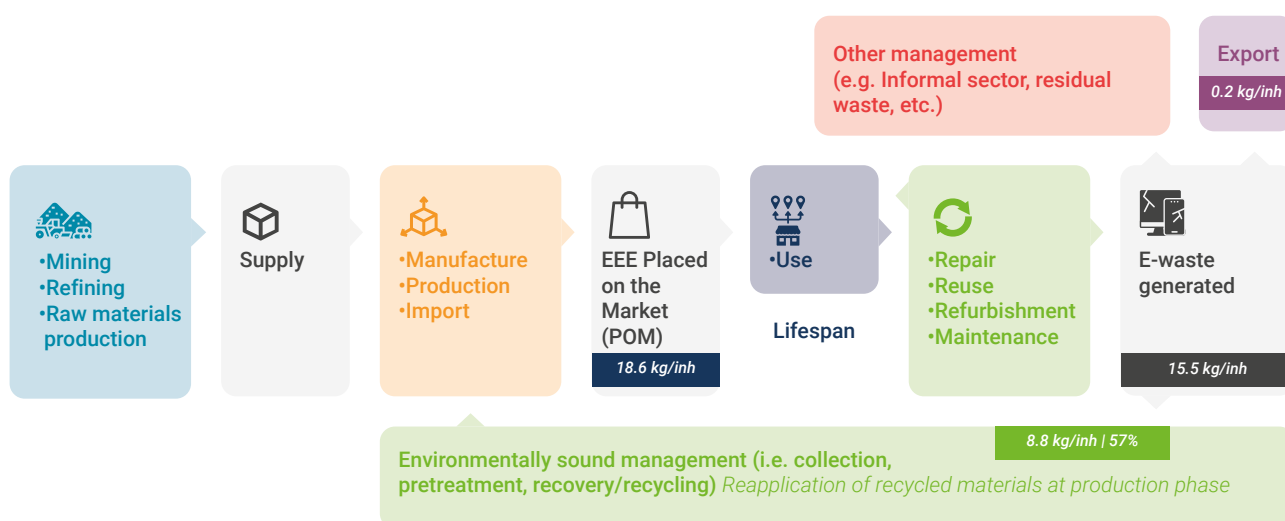 Other management
(e.g. Informal sector, residual
waste, etc.)
Export
0.2 kg/inh
•Mining
•Refining
•Raw materials
production
Supply
•Manufacture
•Production
•Import
EEE Placed
on the
Market
(POM)
18.6 kg/inh
•Use
Lifespan
•Repair
•Reuse
•Refurbishment
•Maintenance
E-waste
generated
15.5 kg/inh
8.8 kg/inh | 57%
Environmentally sound management (i.e. collection,
pretreatment, recovery/recycling) Reapplication of recycled materials at production phase